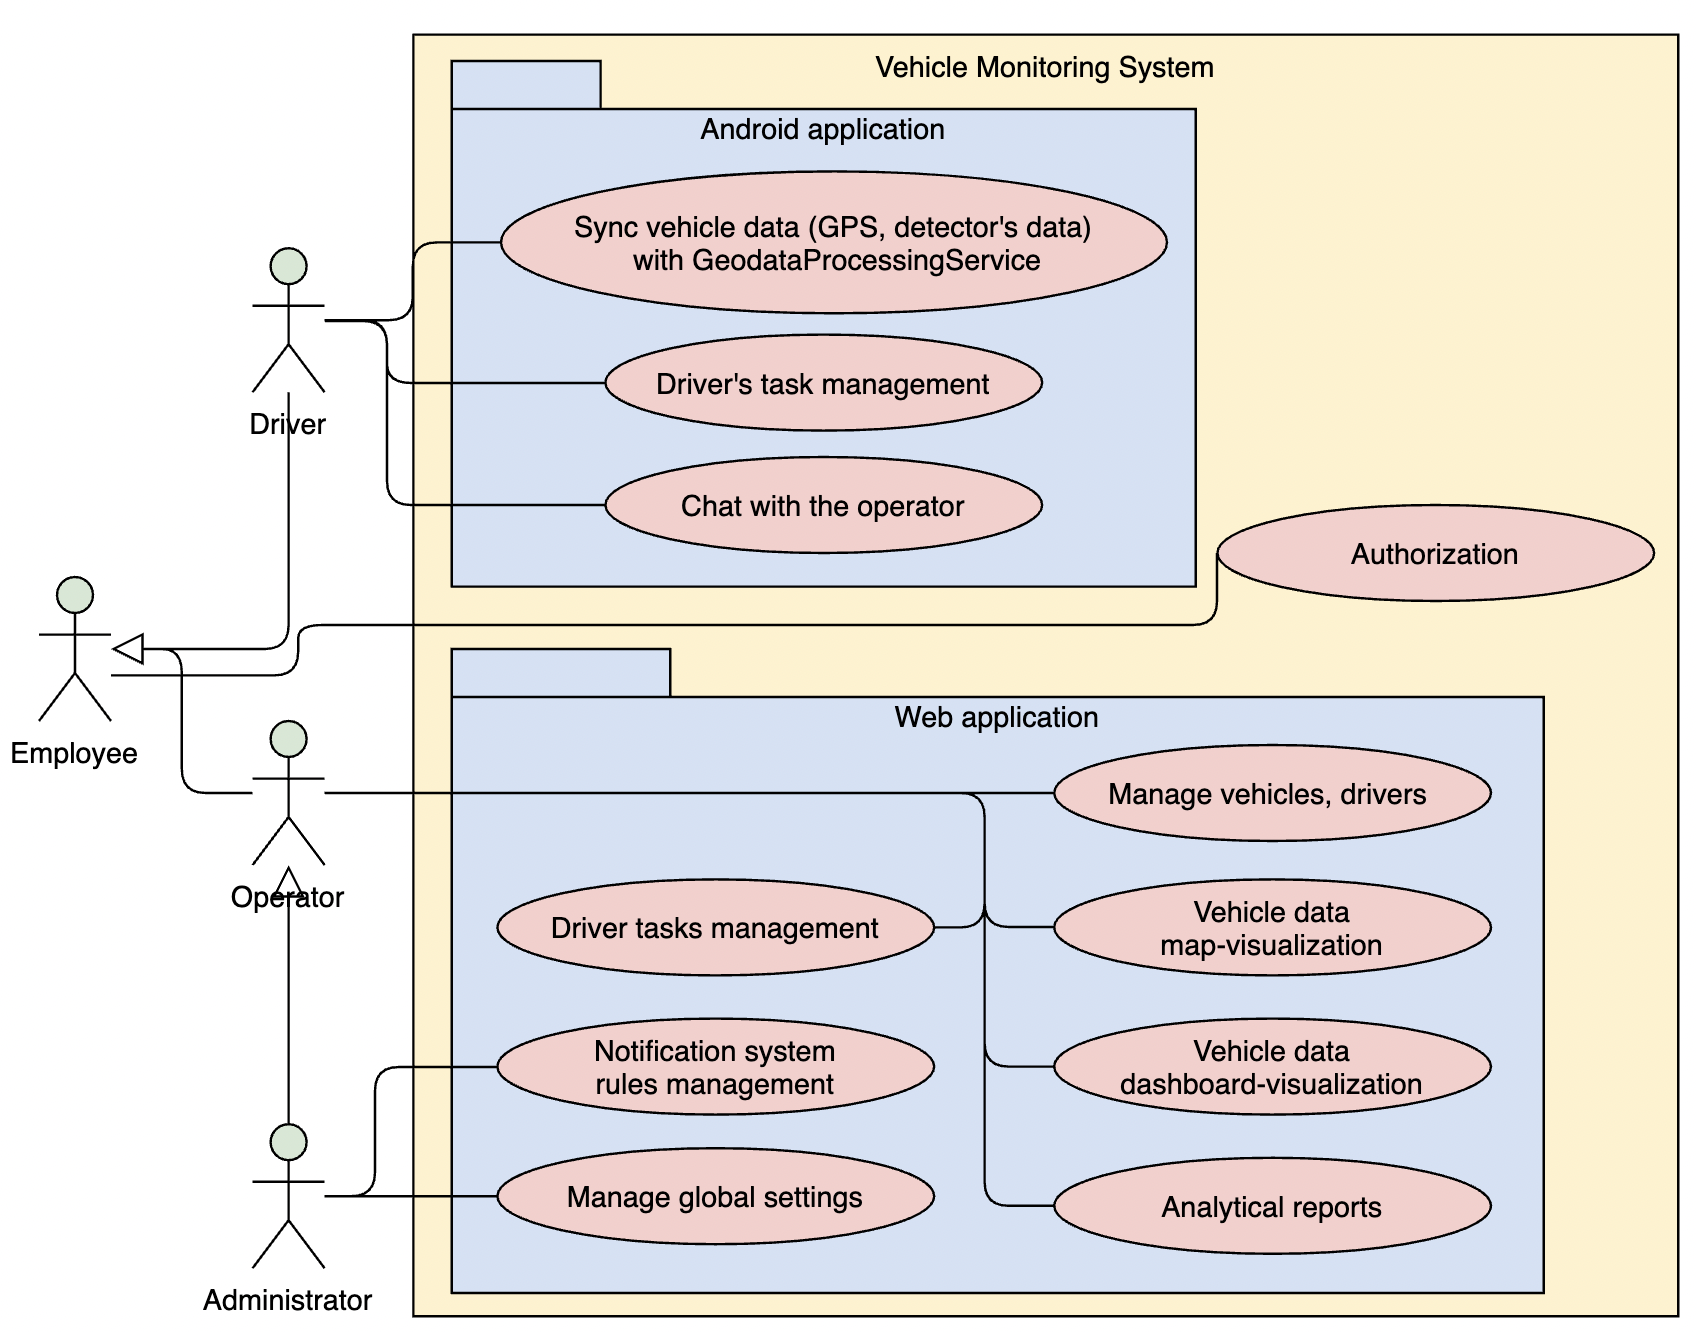 Vehicle Monitoring System
Android application
Sync vehicle data (GPS, detector's data)
with GeodataProcessingService
Driver's task management
Driver
Chat with the operator
Authorization
Employee
Web application
Manage vehicles, drivers
Operator
Driver tasks management
Vehicle data
map-visualization
Notification system
rules management
Vehicle data
dashboard-visualization
Manage global settings
Analytical reports
Administrator